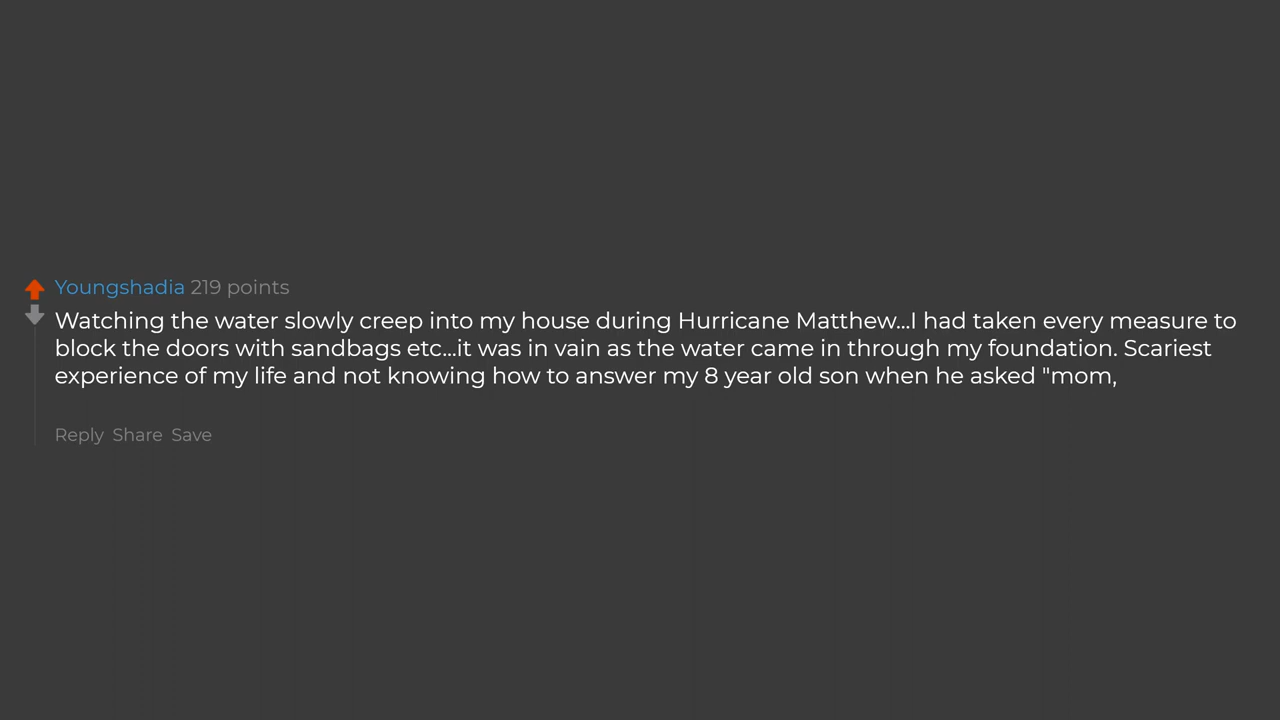 Youngshadia 219 points
Watching the water slowly creep into my house during Hurricane Matthew...I had taken every measure to
block the doors with sandbags etc...it was in vain as the water came in through my foundation. Scariest
experience of my life and not knowing how to answer my 8 year old son when he asked "mom,
Reply Share Save